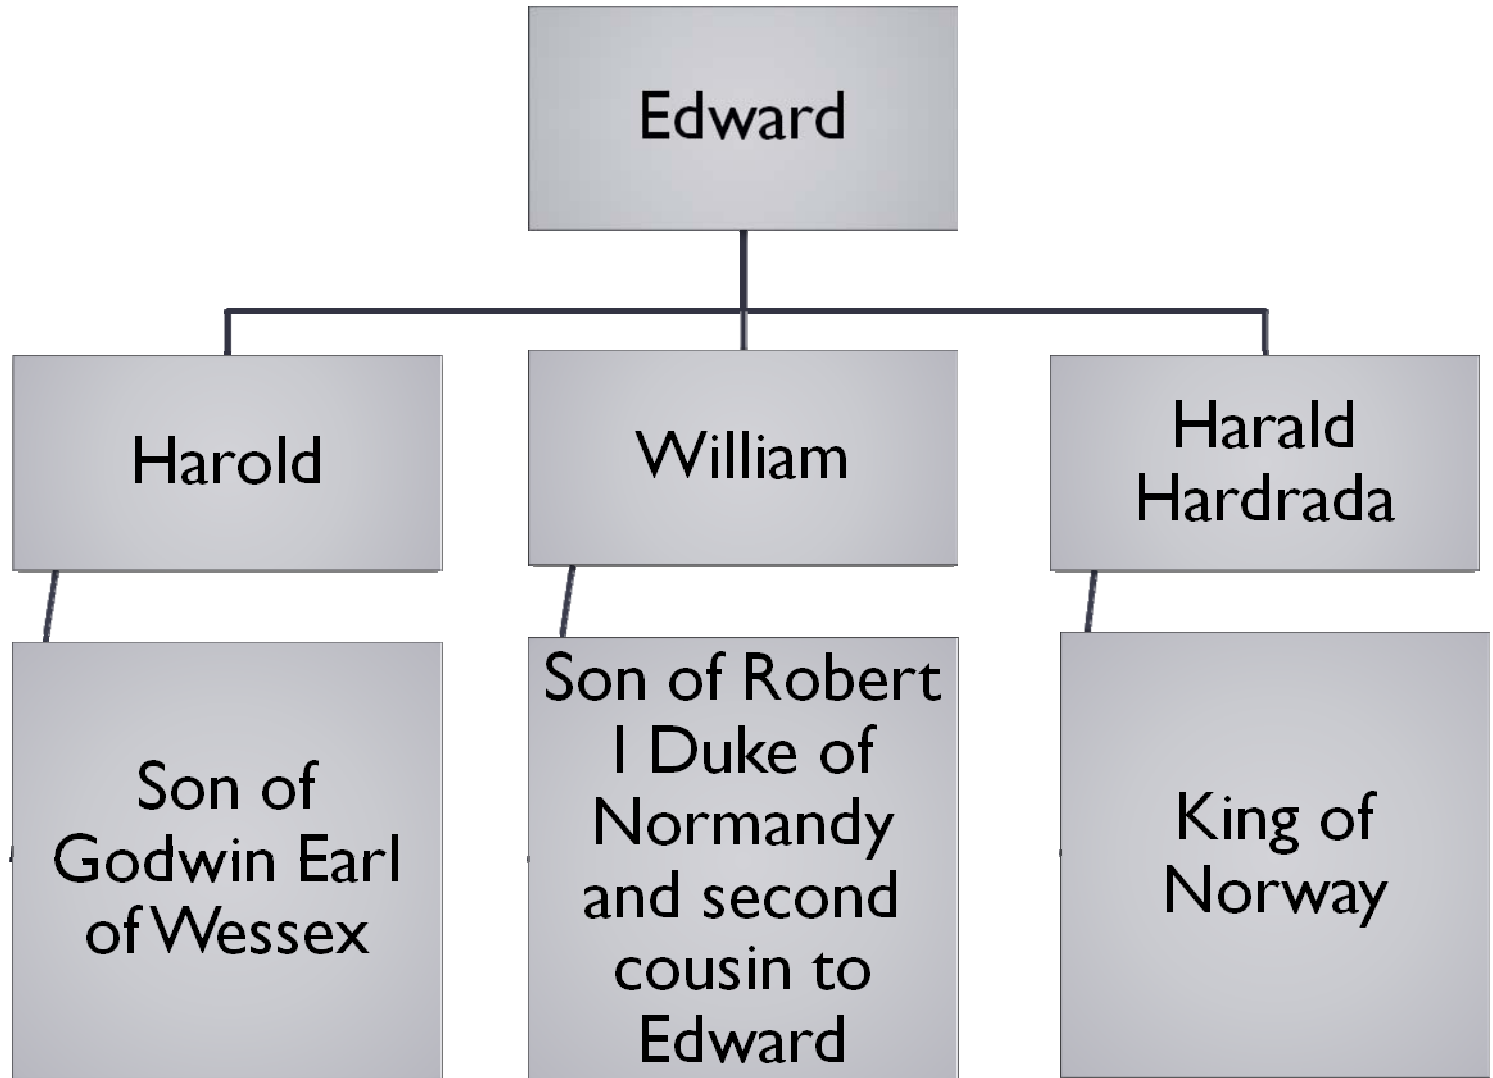 Edward
Harold
William
Harald
Hardrada
Son of
Godwin Earl
of Wessex
Son of Robert
I Duke of
Normandy
and second
cousin to
Edward
King of
Norway